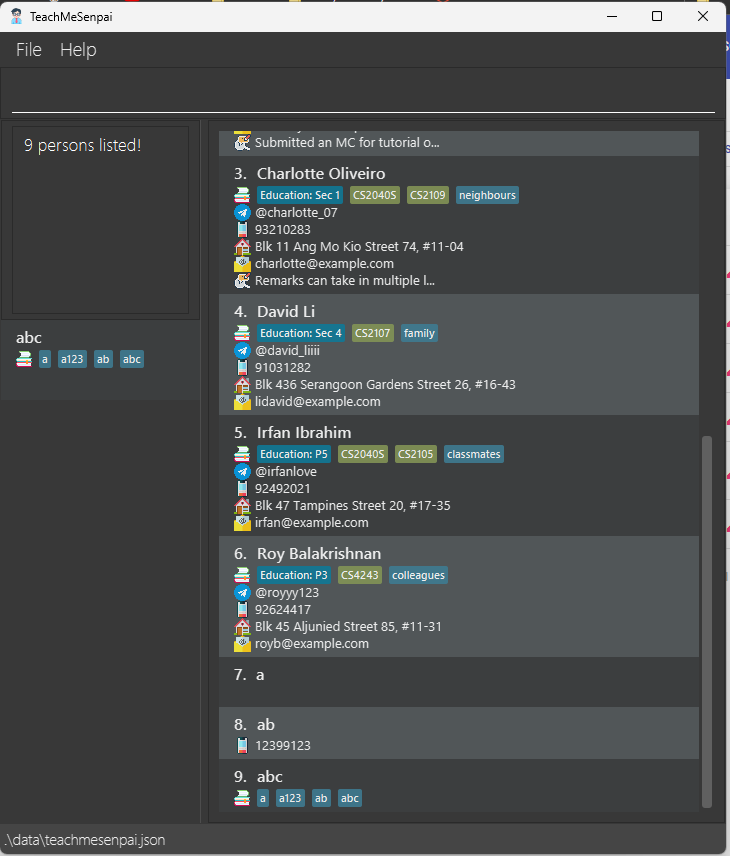 TeachMeSenpai
File Help
9 persons listed!
abc
a a123 ab abc
Submitted an MC for tutorial o...
3. Charlotte Oliveiro
Education: Sec 1 CS2040S CS2109 neighbours
@charlotte_07
93210283
Blk 11 Ang Mo Kio Street 74, #11-04
charlotte@example.com
Remarks can take in multiple l...
4. David Li
Education: Sec 4 CS2107 family
@david_liiii
91031282
Blk 436 Serangoon Gardens Street 26, #16-43
lidavid@example.com
5. Irfan Ibrahim
Education: P5 CS2040S CS2105 classmates
@irfanlove
92492021
Blk 47 Tampines Street 20, #17-35
irfan@example.com
6. Roy Balakrishnan
Education: P3 CS4243 colleagues
@royyy123
92624417
Blk 45 Aljunied Street 85, #11-31
royb@example.com
7. a
8. ab
12399123
9. abc
a a123 ab abc
.\data\teachmesenpai.json